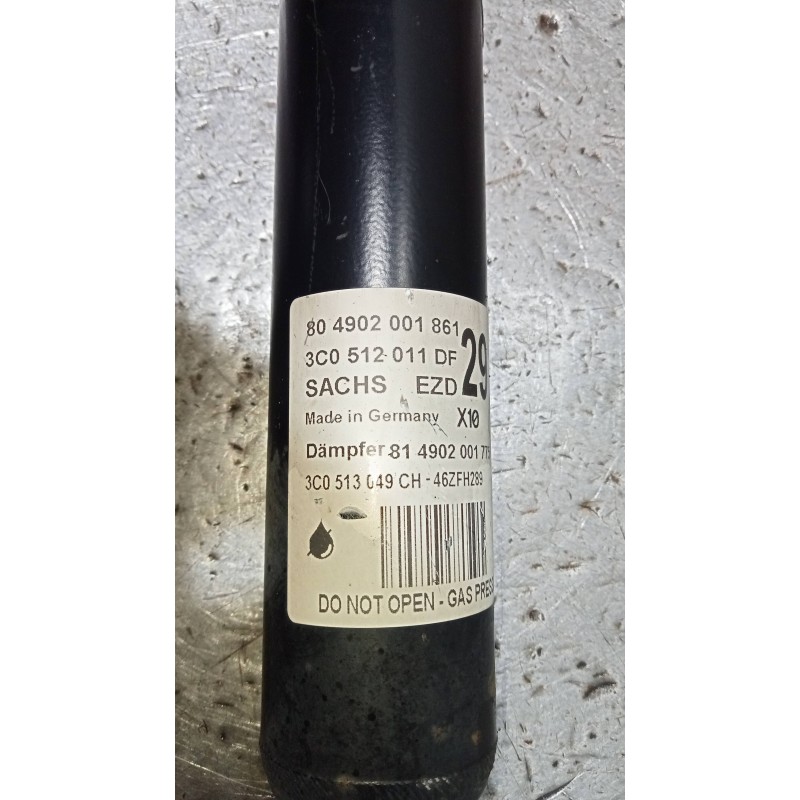 80 4902 001 861
3C0 512 011 DF
29
SACHS EZD
Made in Germany X10
Dämpfer 81 4902 001
3C0 513 049 CH - 46ZFH289
DO NOT OPEN - GAS